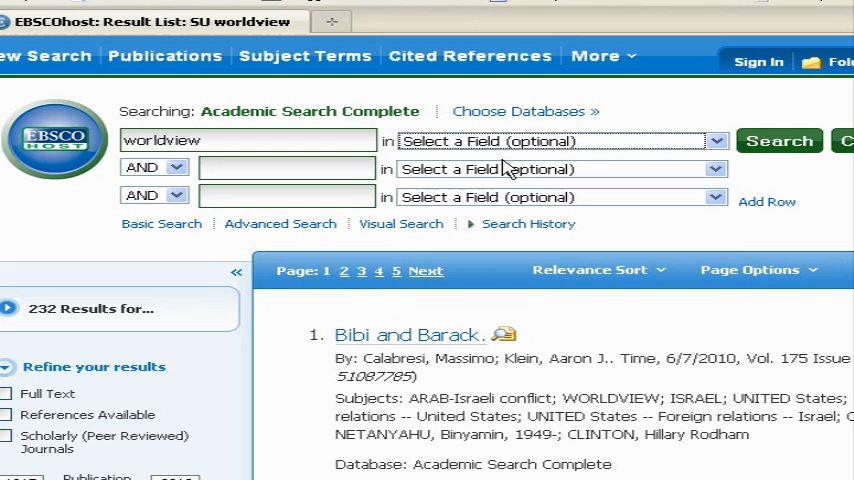 EBSCOhost: Result List: SU worldview
ew Search Publications Subject Terms Cited References More Sign In Fol
Searching: Academic Search Complete Choose Databases »
EBSCO HOST worldview in Select a Field (optional) Search C
AND in Select a Field (optional)
AND in Select a Field (optional) Add Row
Basic Search Advanced Search Visual Search Search History
« Page: 1 2 3 4 5 Next Relevance Sort Page Options
232 Results for...
1. Bibi and Barack.
By: Calabresi, Massimo; Klein, Aaron J.. Time, 6/7/2010, Vol. 175 Issue
51087785)
Subjects: ARAB-Israeli conflict; WORLDVIEW; ISRAEL; UNITED States;
relations -- United States; UNITED States -- Foreign relations -- Israel;
NETANYAHU, Binyamin, 1949-; CLINTON, Hillary Rodham
Database: Academic Search Complete
Refine your results
Full Text
References Available
Scholarly (Peer Reviewed)
Journals
Publication